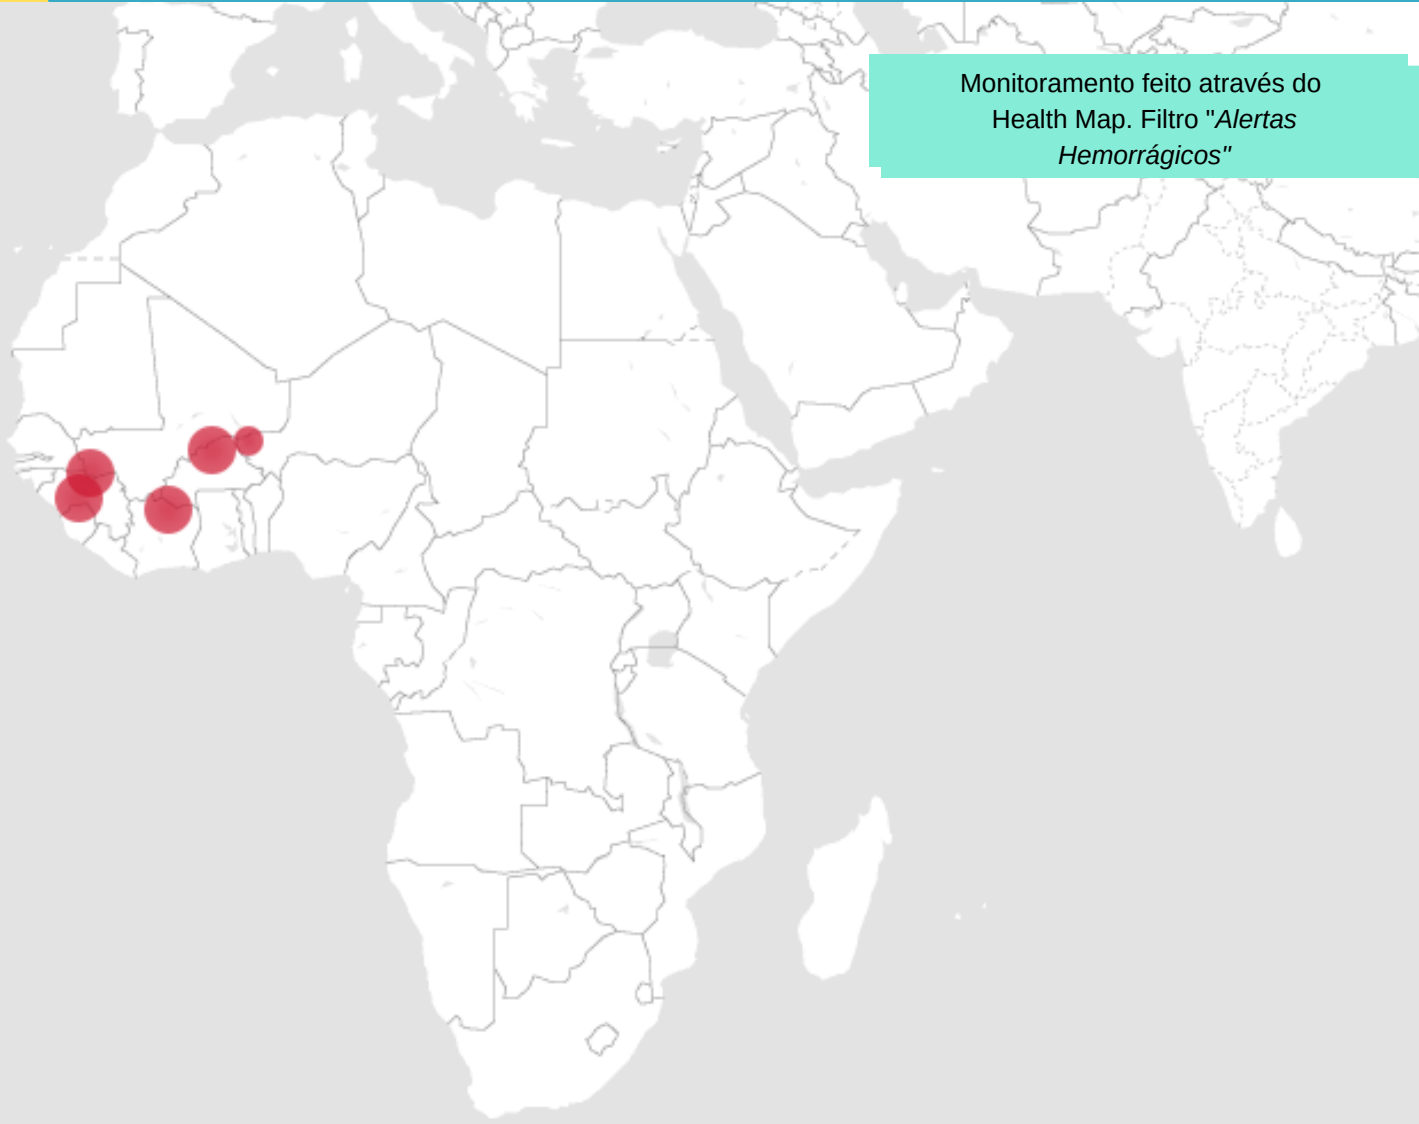 Monitoramento feito através do
Health Map. Filtro "Alertas
Hemorrágicos"